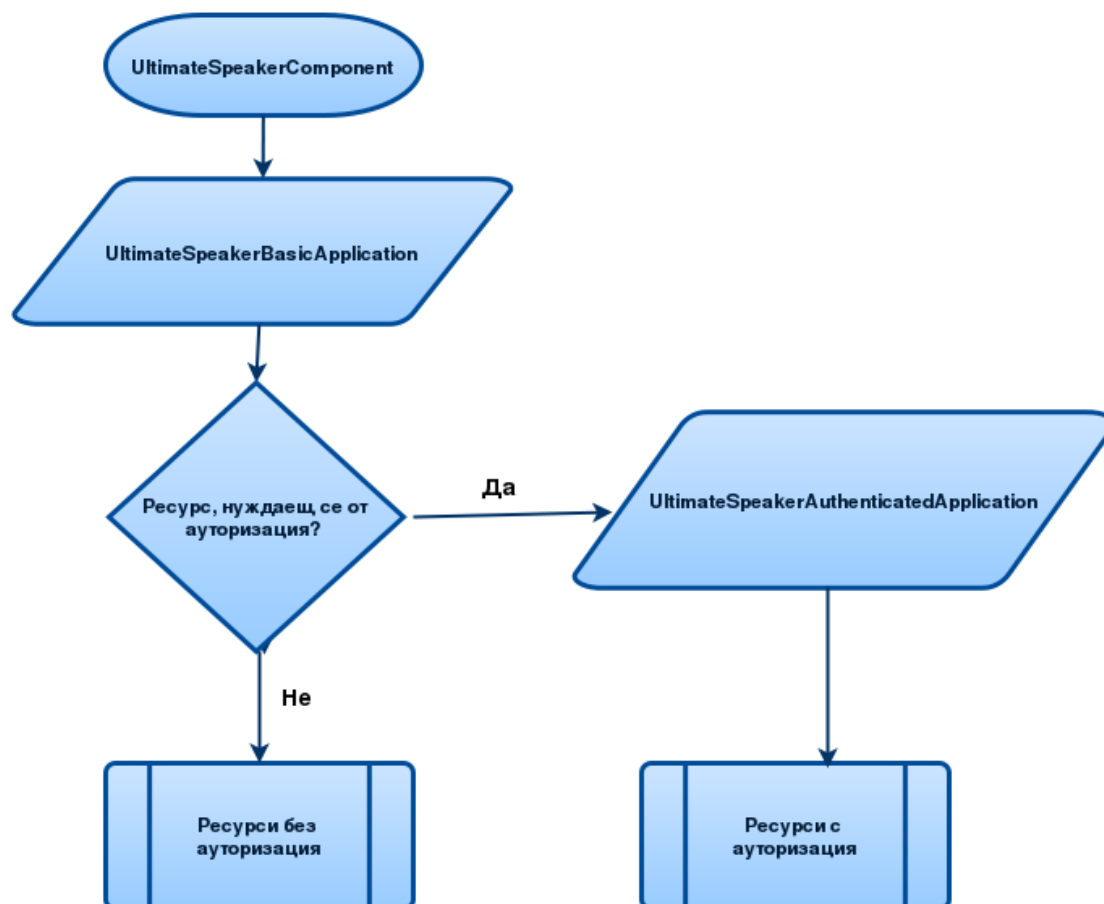 UltimateSpeakerComponent
UltimateSpeakerBasicApplication
Ресурс, нуждаещ се от
ауторизация?
Да
UltimateSpeakerAuthenticatedApplication
Не
Ресурси без
ауторизация
Ресурси с
ауторизация